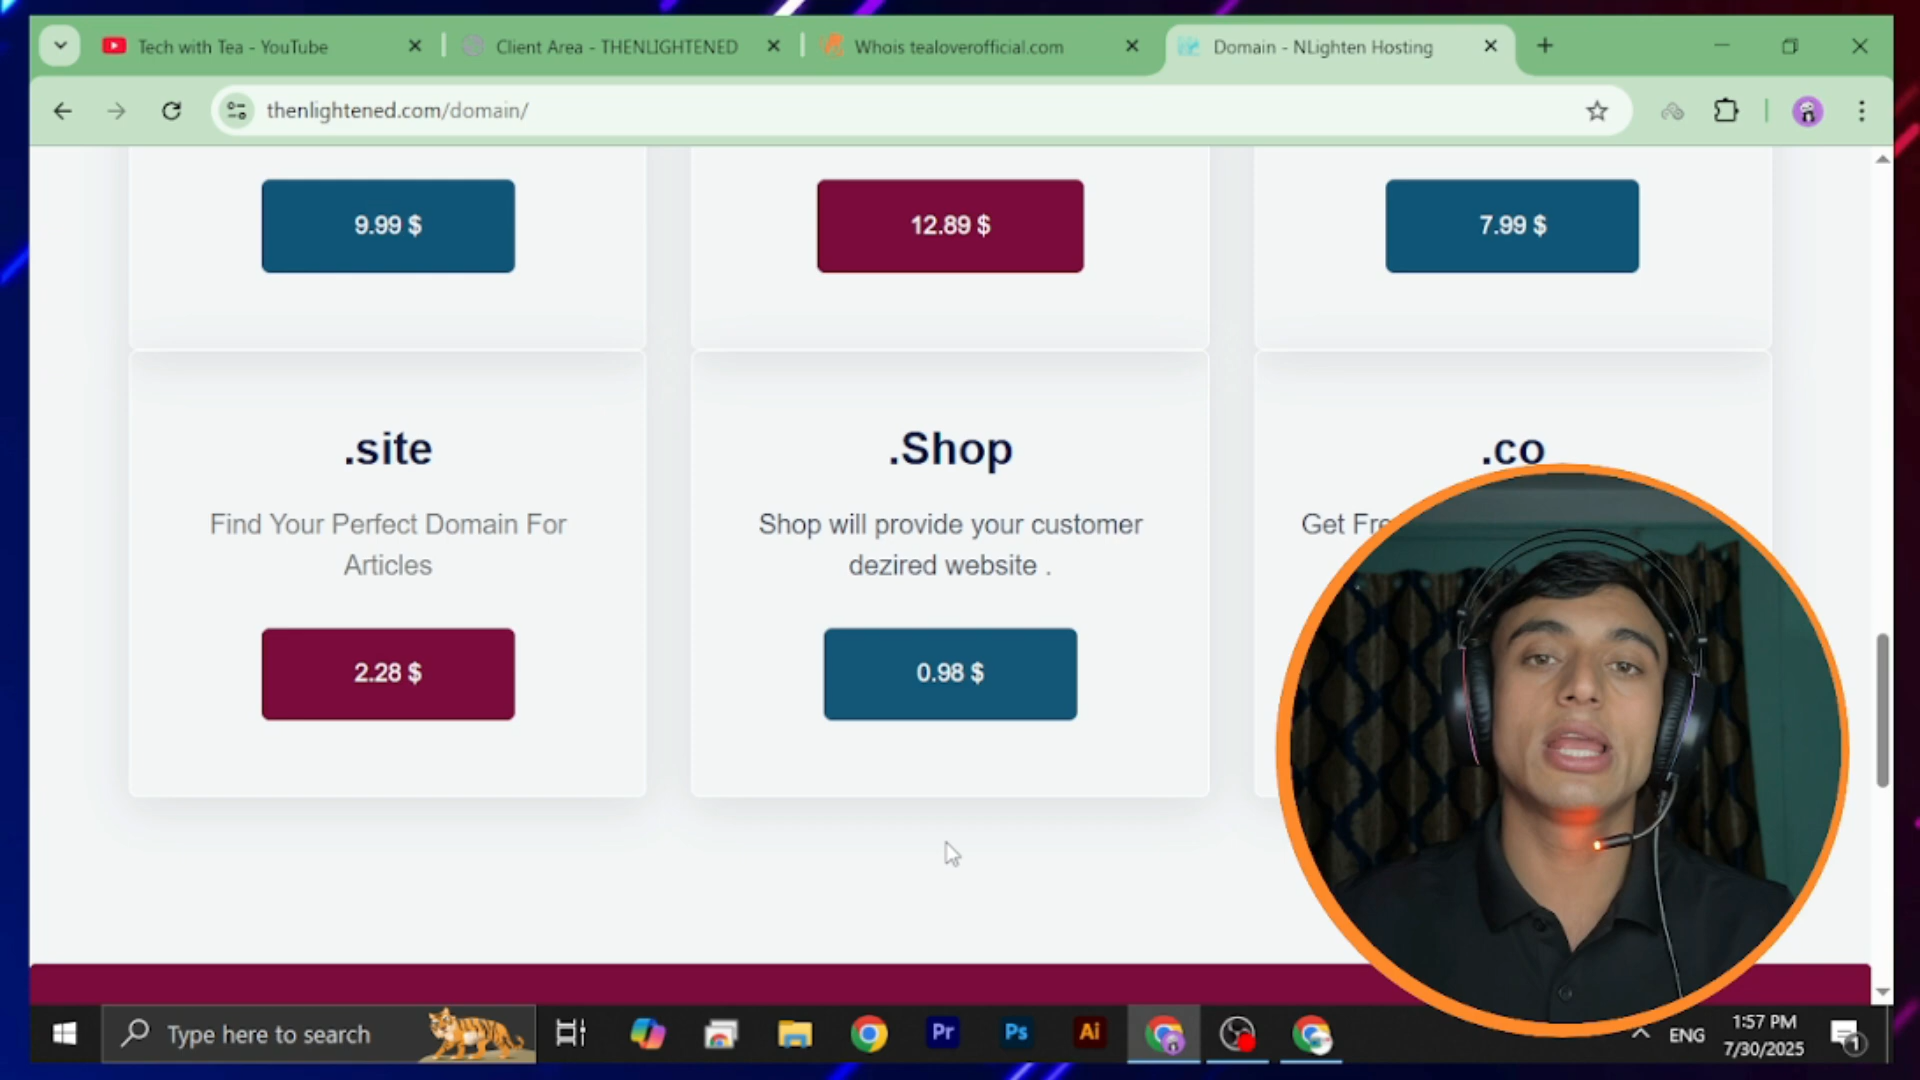 Tech with Tea - YouTube
Client Area - THENLIGHTENED
Whois tealoverofficial.com
Domain - NLighten Hosting
thenlightened.com/domain/
9.99 $
12.89 $
7.99 $
.site
Find Your Perfect Domain For
Articles
2.28 $
.Shop
Shop will provide your customer
dezired website .
0.98 $
.co
Get
Type here to search
Pr
Ps
Ai
ENG
1:57 PM
7/30/2025
1